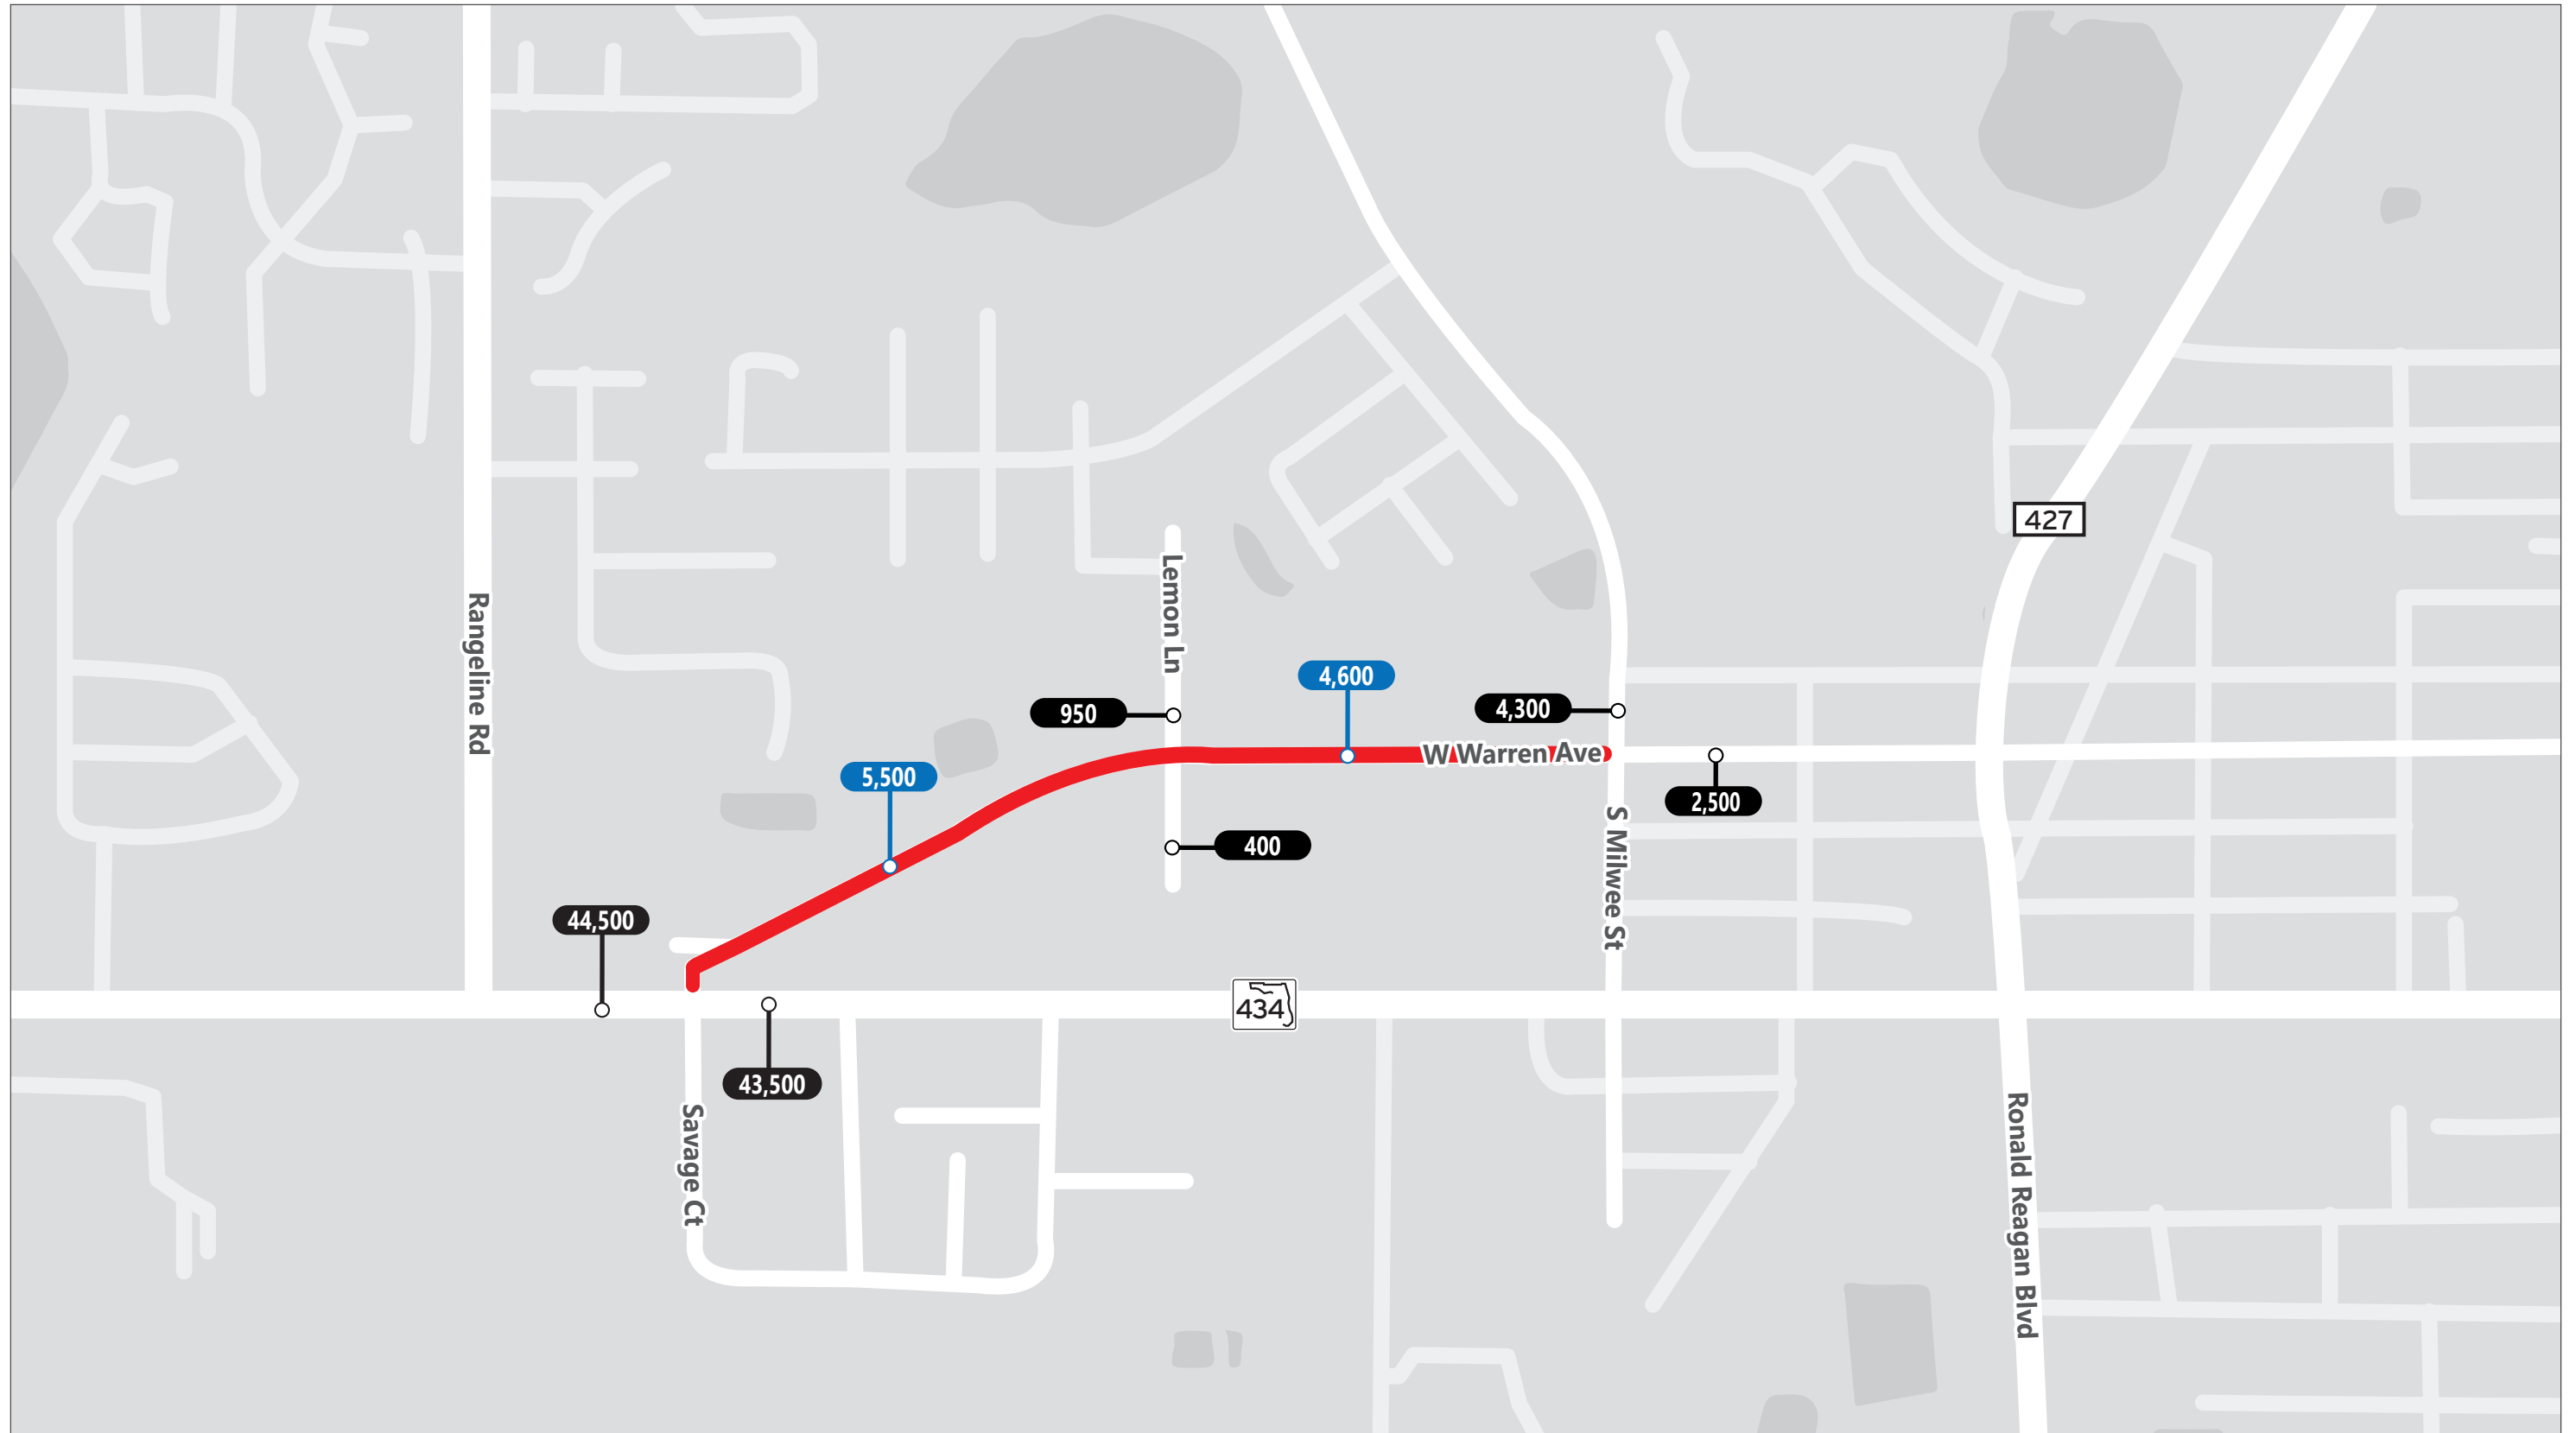 427
Rangeline Rd
Lemon Ln
4,600
950
4,300
W Warren Ave
5,500
2,500
400
S Milwee St
44,500
434
43,500
Savage Ct
Ronald Reagan Blvd